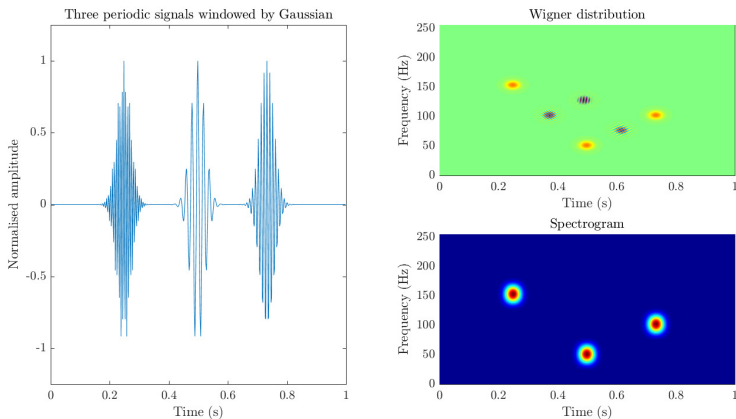 Three periodic signals windowed by Gaussian
1
0.5
0
-0.5
-1
Normalised amplitude
0 0.2 0.4 0.6 0.8 1
Time (s)
Wigner distribution
250
200
150
100
50
0
Frequency (Hz)
0 0.2 0.4 0.6 0.8 1
Time (s)
Spectrogram
250
200
150
100
50
0
Frequency (Hz)
0 0.2 0.4 0.6 0.8 1
Time (s)